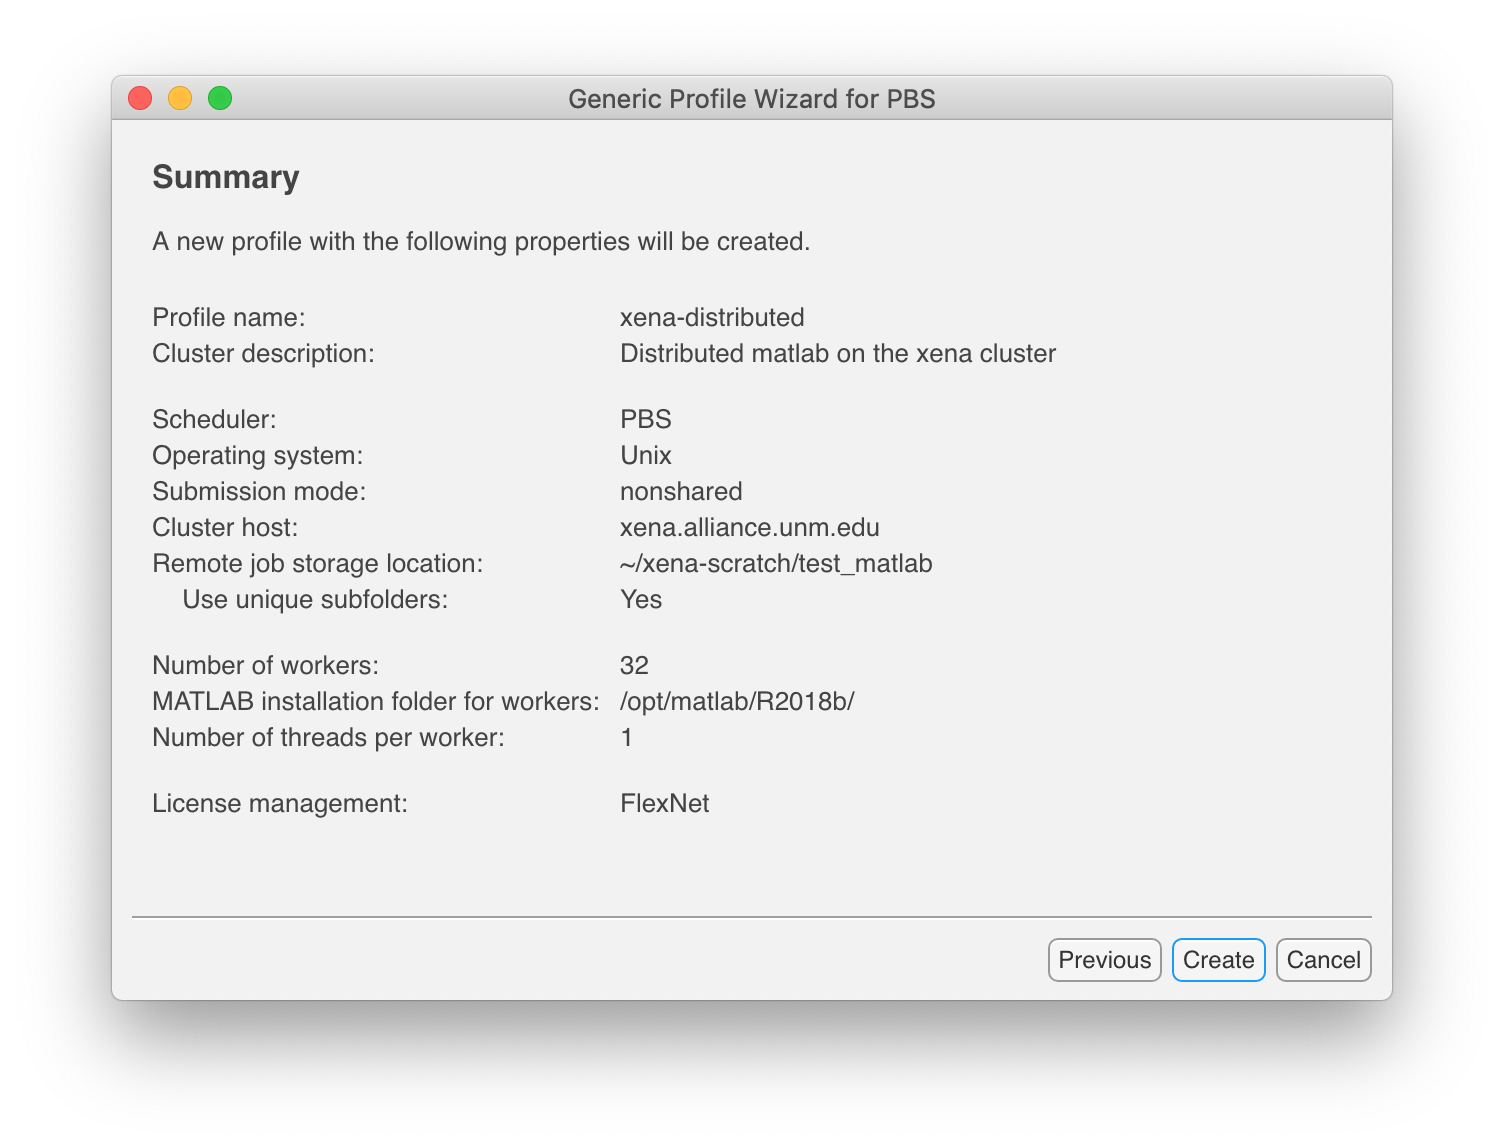 Generic Profile Wizard for PBS
Summary
A new profile with the following properties will be created.
Profile name: xena-distributed
Cluster description: Distributed matlab on the xena cluster
Scheduler: PBS
Operating system: Unix
Submission mode: nonshared
Cluster host: xena.alliance.unm.edu
Remote job storage location: ~/xena-scratch/test_matlab
Use unique subfolders: Yes
Number of workers: 32
MATLAB installation folder for workers: /opt/matlab/R2018b/
Number of threads per worker: 1
License management: FlexNet
Previous Create Cancel